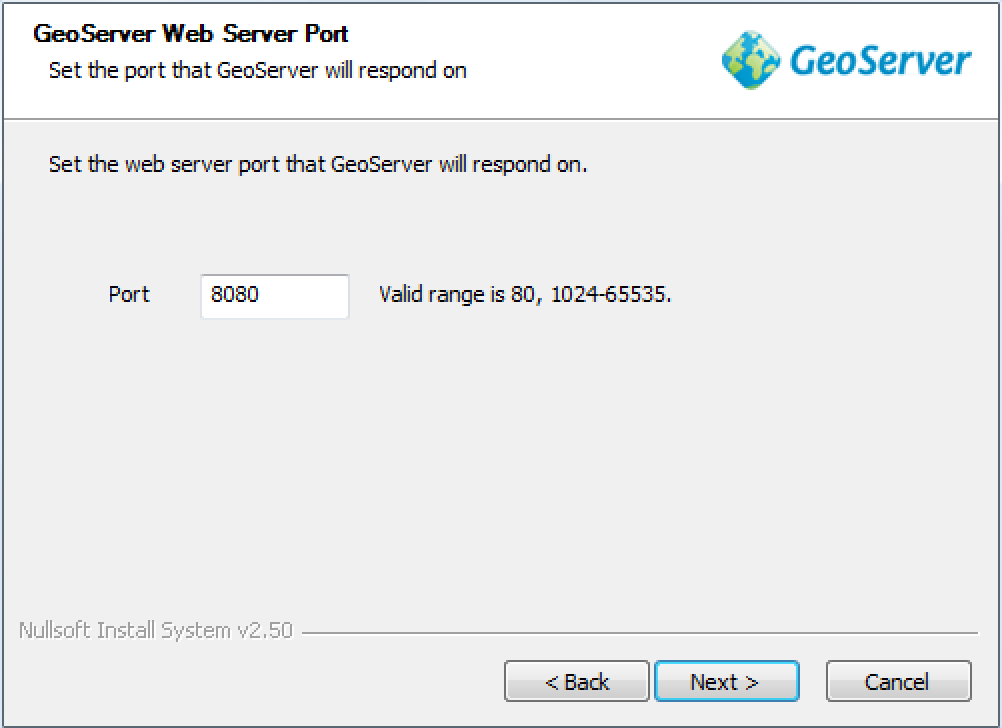 GeoServer Web Server Port
Set the port that GeoServer will respond on
GeoServer
Set the web server port that GeoServer will respond on.
Port 8080 Valid range is 80, 1024-65535.
Nullsoft Install System v2.50
< Back Next > Cancel